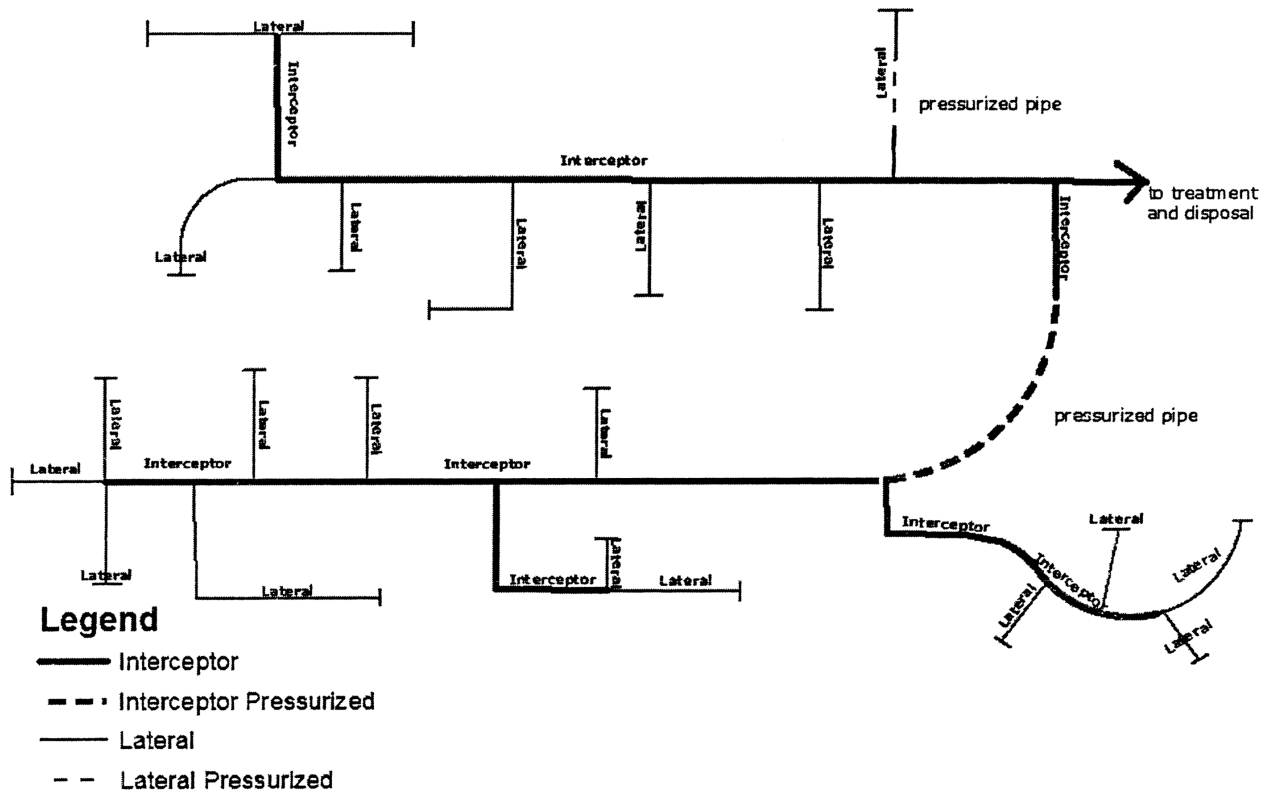 Lateral
Interceptor
Lateral
pressurized pipe
Interceptor
to treatment
and disposal
Interceptor
Lateral
Lateral
Lateral
Lateral
Lateral
pressurized pipe
Lateral
Lateral
Lateral
Lateral
Lateral
Interceptor
Interceptor
Lateral
Lateral
Interceptor
Lateral
Lateral
Interceptor
Interceptor
Lateral
Lateral
Lateral
Lateral
Legend
Interceptor
Interceptor Pressurized
Lateral
Lateral Pressurized